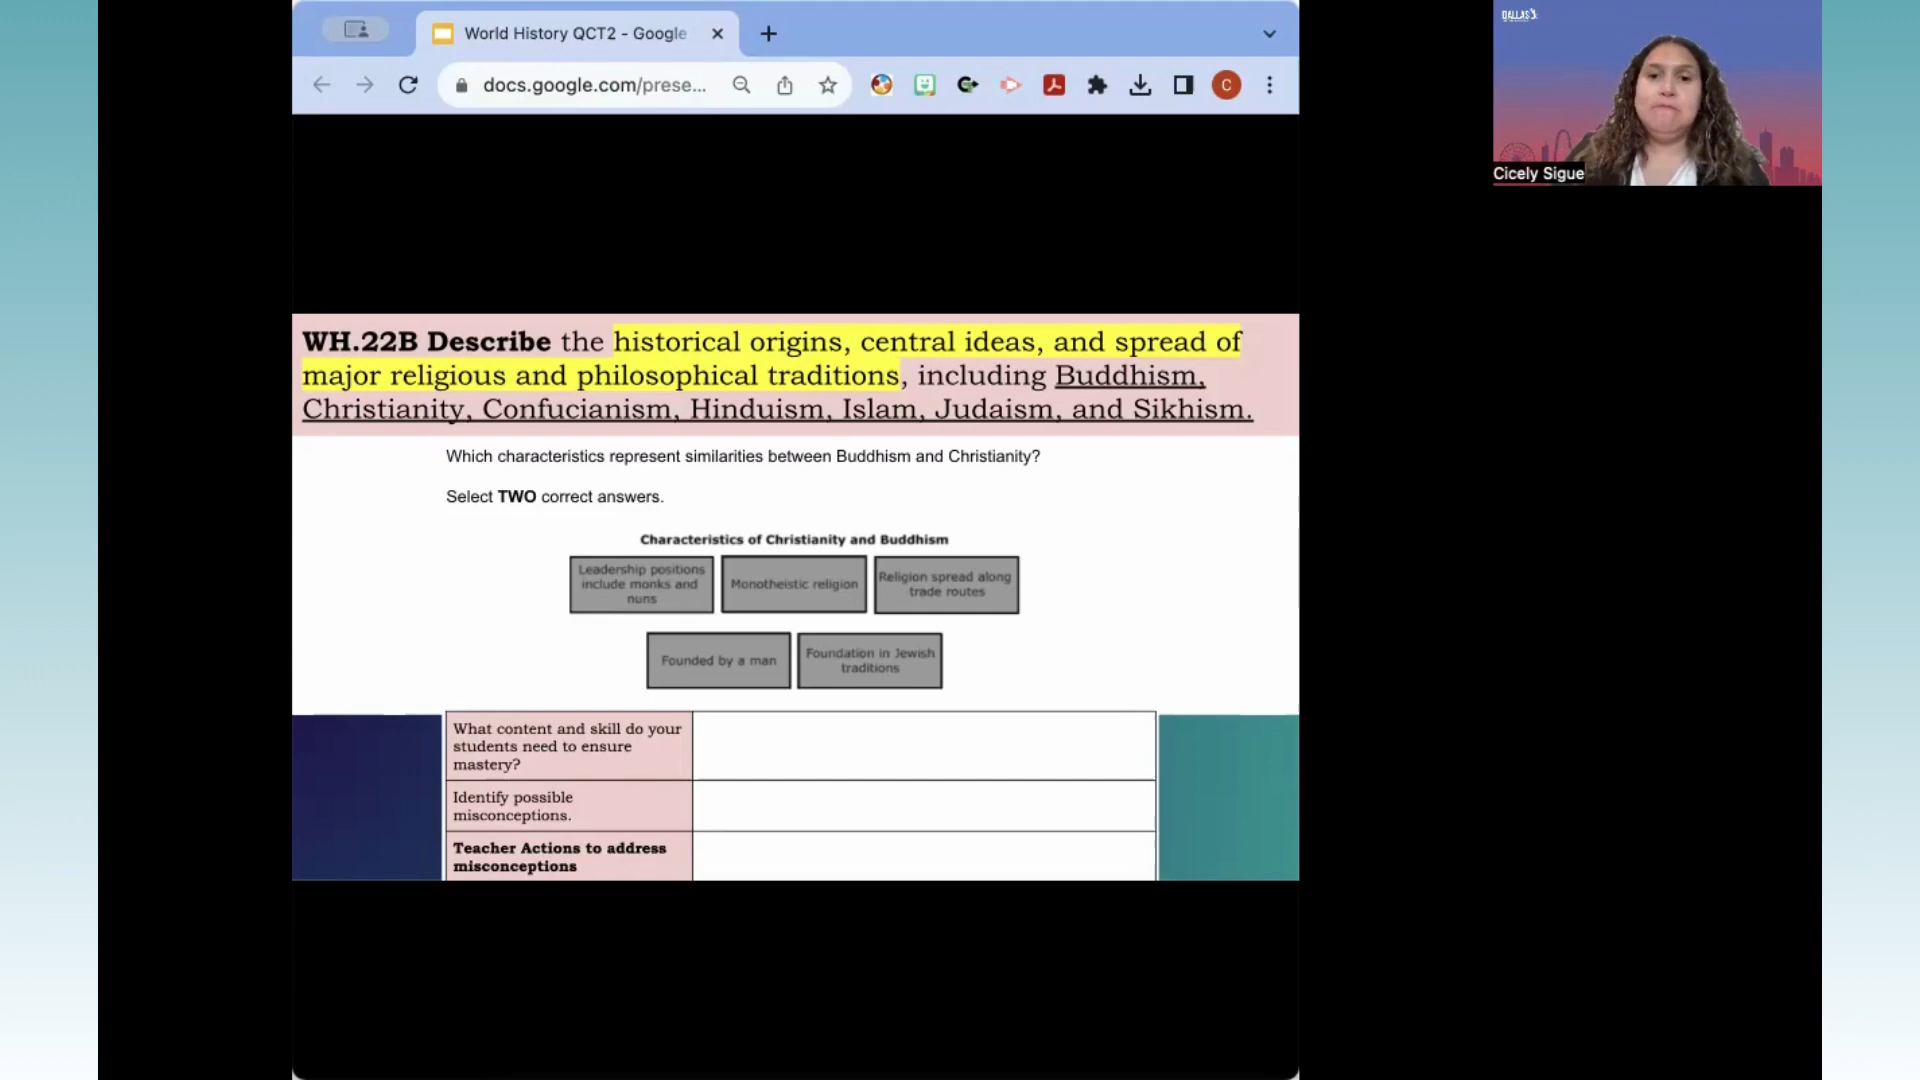 World History QCT2 - Google
docs.google.com/prese...
C
DALLAS
Cicely Sigue
WH.22B Describe the historical origins, central ideas, and spread of
major religious and philosophical traditions, including Buddhism,
Christianity, Confucianism, Hinduism, Islam, Judaism, and Sikhism.
Which characteristics represent similarities between Buddhism and Christianity?
Select TWO correct answers.
Characteristics of Christianity and Buddhism
Leadership positions
include monks and
nuns
Monotheistic religion
Religion spread along
trade routes
Founded by a man
Foundation in Jewish
traditions
What content and skill do your
students need to ensure
mastery?
Identify possible
misconceptions.
Teacher Actions to address
misconceptions